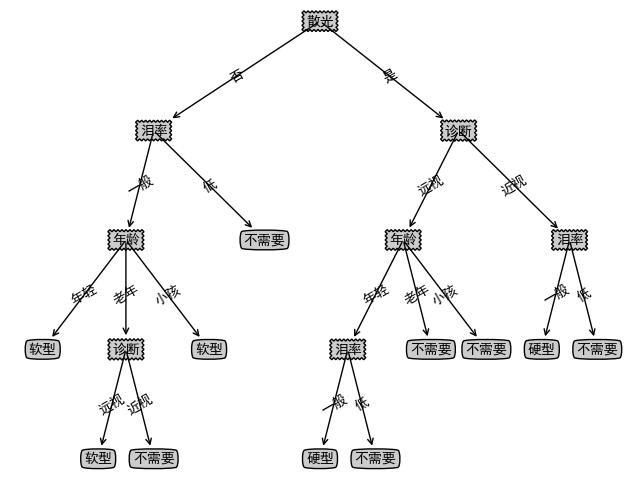 散光
否 是
泪率 诊断
一般 低 远视 近视
年龄 不需要 年龄 泪率
年轻 老年 小孩 年轻 老年 小孩 一般 低
软型 诊断 软型 泪率 不需要 不需要 硬型 不需要
远视 近视 一般 低
软型 不需要 硬型 不需要